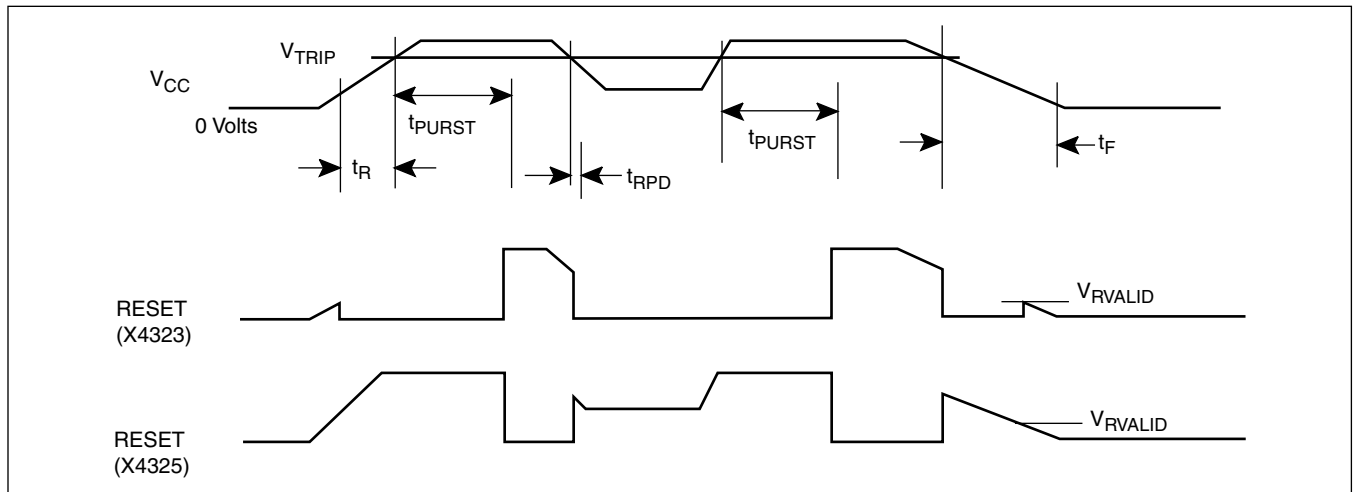 VTRIP
VCC
0 Volts
tPURST
tPURST
tR
tRPD
tF
RESET
(X4323)
VRVALID
RESET
(X4325)
VRVALID